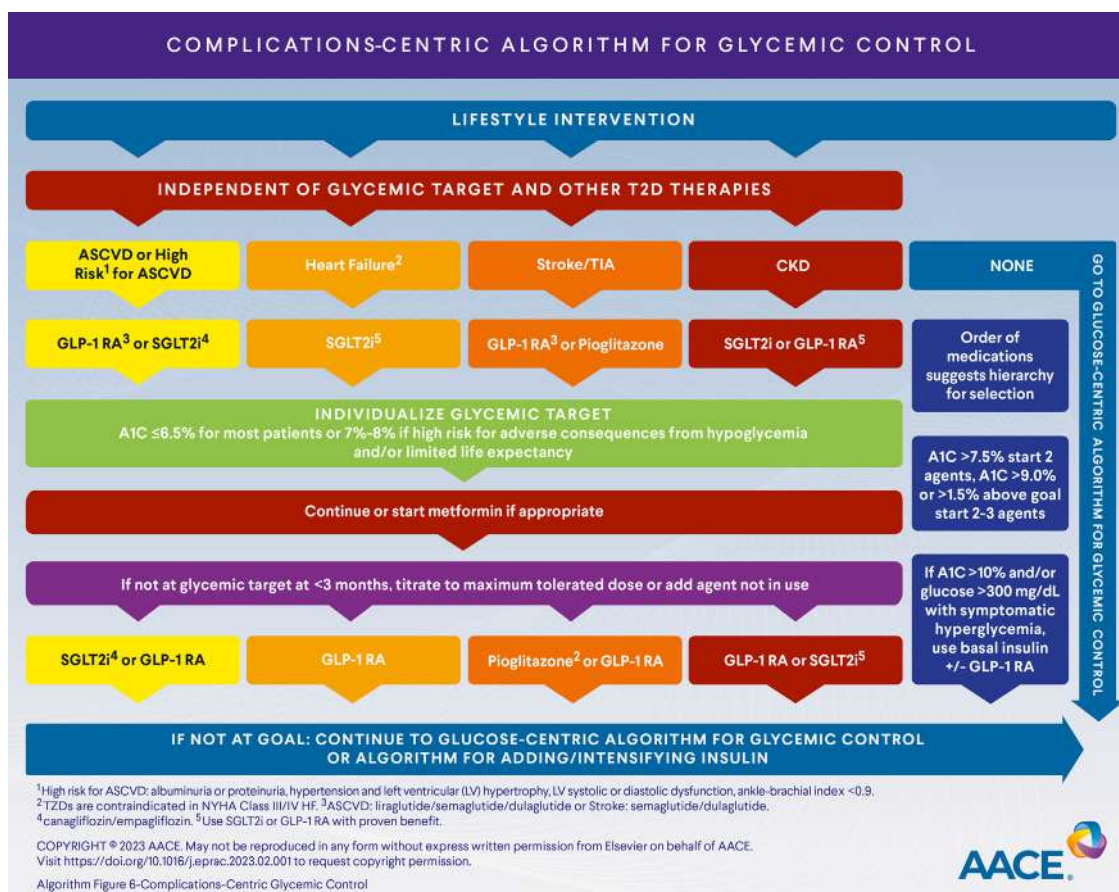 COMPLICATIONS-CENTRIC ALGORITHM FOR GLYCEMIC CONTROL
LIFESTYLE INTERVENTION
INDEPENDENT OF GLYCEMIC TARGET AND OTHER T2D THERAPIES
ASCVD or High
Risk¹ for ASCVD
Heart Failure²
Stroke/TIA
CKD
NONE
GLP-1 RA³ or SGLT2i⁴
SGLT2i⁵
GLP-1 RA³ or Pioglitazone
SGLT2i or GLP-1 RA⁵
Order of
medications
suggests hierarchy
for selection
INDIVIDUALIZE GLYCEMIC TARGET
A1C ≤6.5% for most patients or 7%-8% if high risk for adverse consequences from hypoglycemia
and/or limited life expectancy
A1C >7.5% start 2
agents, A1C >9.0%
or >1.5% above goal
start 2-3 agents
Continue or start metformin if appropriate
If not at glycemic target at <3 months, titrate to maximum tolerated dose or add agent not in use
If A1C >10% and/or
glucose >300 mg/dL
with symptomatic
hyperglycemia,
use basal insulin
+/- GLP-1 RA
SGLT2i⁴ or GLP-1 RA
GLP-1 RA
Pioglitazone² or GLP-1 RA
GLP-1 RA or SGLT2i⁵
GO TO GLUCOSE-CENTRIC ALGORITHM FOR GLYCEMIC CONTROL
IF NOT AT GOAL: CONTINUE TO GLUCOSE-CENTRIC ALGORITHM FOR GLYCEMIC CONTROL
OR ALGORITHM FOR ADDING/INTENSIFYING INSULIN
¹High risk for ASCVD: albuminuria or proteinuria, hypertension and left ventricular (LV) hypertrophy, LV systolic or diastolic dysfunction, ankle-brachial index <0.9.
²TZDs are contraindicated in NYHA Class III/IV HF. ³ASCVD: liraglutide/semaglutide/dulaglutide or Stroke: semaglutide/dulaglutide.
⁴canagliflozin/empagliflozin. ⁵Use SGLT2i or GLP-1 RA with proven benefit.
COPYRIGHT © 2023 AACE. May not be reproduced in any form without express written permission from Elsevier on behalf of AACE.
Visit https://doi.org/10.1016/j.eprac.2023.02.001 to request copyright permission.
Algorithm Figure 6-Complications-Centric Glycemic Control
AACE.